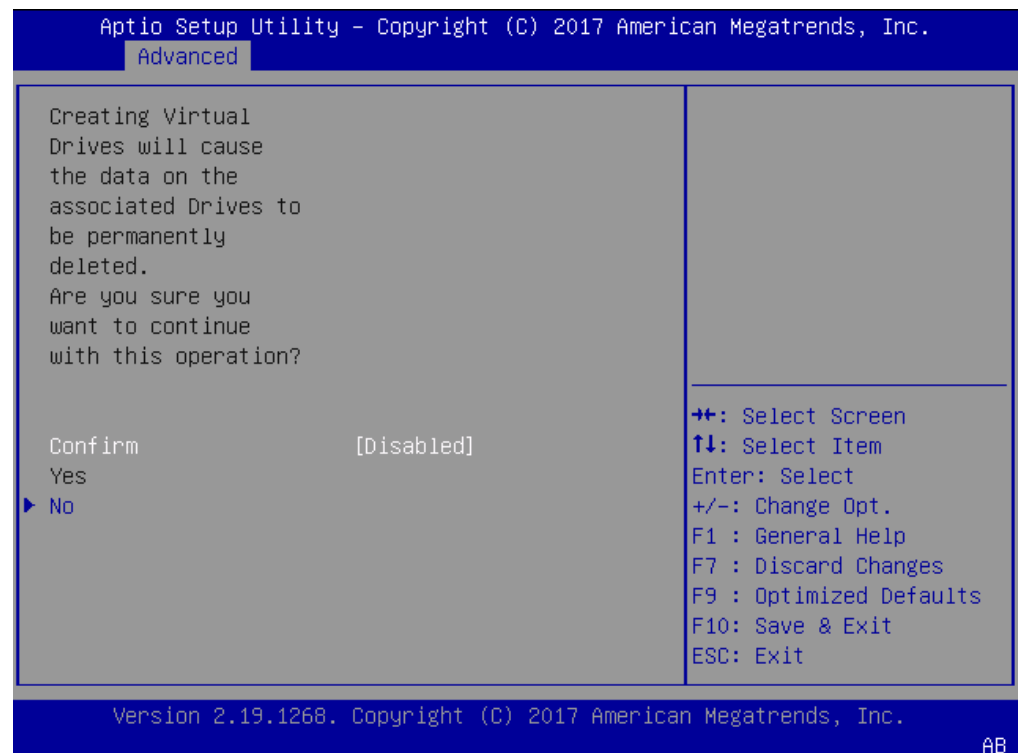 Aptio Setup Utility – Copyright (C) 2017 American Megatrends, Inc.
Advanced
Creating Virtual
Drives will cause
the data on the
associated Drives to
be permanently
deleted.
Are you sure you
want to continue
with this operation?
Confirm [Disabled]
Yes
▶ No
→←: Select Screen
↑↓: Select Item
Enter: Select
+/-: Change Opt.
F1 : General Help
F7 : Discard Changes
F9 : Optimized Defaults
F10: Save & Exit
ESC: Exit
Version 2.19.1268. Copyright (C) 2017 American Megatrends, Inc.
AB